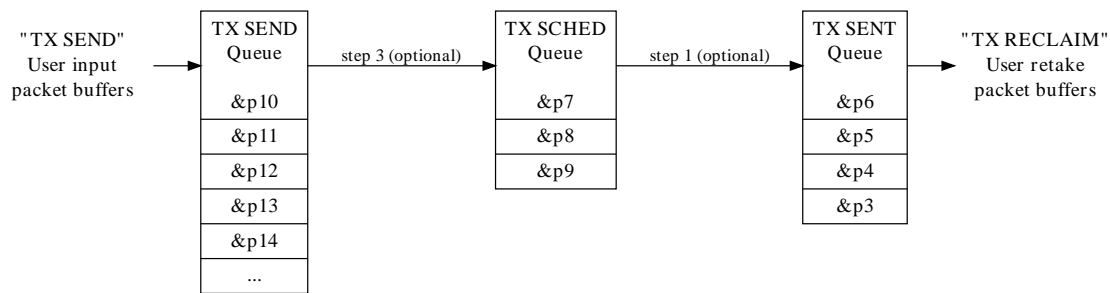 "TX SEND"
User input
packet buffers
TX SEND
Queue
&p10
&p11
&p12
&p13
&p14
...
step 3 (optional)
TX SCHED
Queue
&p7
&p8
&p9
step 1 (optional)
TX SENT
Queue
&p6
&p5
&p4
&p3
"TX RECLAIM"
User retake
packet buffers